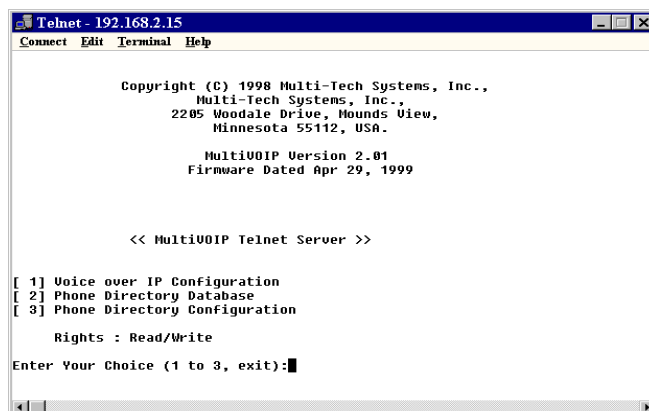 Telnet - 192.168.2.15
Connect Edit Terminal Help
Copyright (C) 1998 Multi-Tech Systems, Inc.,
Multi-Tech Systems, Inc.,
2205 Woodale Drive, Mounds View,
Minnesota 55112, USA.
MultiVOIP Version 2.01
Firmware Dated Apr 29, 1999
<< MultiVOIP Telnet Server >>
[ 1] Voice over IP Configuration
[ 2] Phone Directory Database
[ 3] Phone Directory Configuration
Rights : Read/Write
Enter Your Choice (1 to 3, exit):